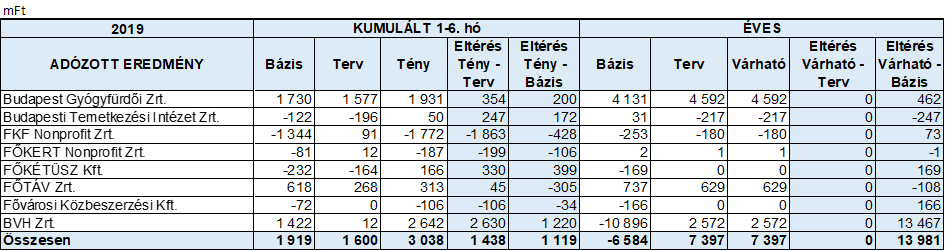 mFt
2019 KUMULÁLT 1-6. hó ÉVES
ADÓZOTT EREDMÉNY Bázis Terv Tény Eltérés Tény - Terv Eltérés Tény - Bázis Bázis Terv Várható Eltérés Várható - Terv Eltérés Várható - Bázis
Budapest Gyógyfürdői Zrt. 1 730 1 577 1 931 354 200 4 131 4 592 4 592 0 462
Budapesti Temetkezési Intézet Zrt. -122 -196 50 247 172 31 -217 -217 0 -247
FKF Nonprofit Zrt. -1 344 91 -1 772 -1 863 -428 -253 -180 -180 0 73
FŐKERT Nonprofit Zrt. -81 12 -187 -199 -106 2 1 1 0 -1
FŐKÉTÜSZ Kft. -232 -164 166 330 399 -169 0 0 0 169
FŐTÁV Zrt. 618 268 313 45 -305 737 629 629 0 -108
Fővárosi Közbeszerzési Kft. -72 0 -106 -106 -34 -166 0 0 0 166
BVH Zrt. 1 422 12 2 642 2 630 1 220 -10 896 2 572 2 572 0 13 467
Összesen 1 919 1 600 3 038 1 438 1 119 -6 584 7 397 7 397 0 13 981